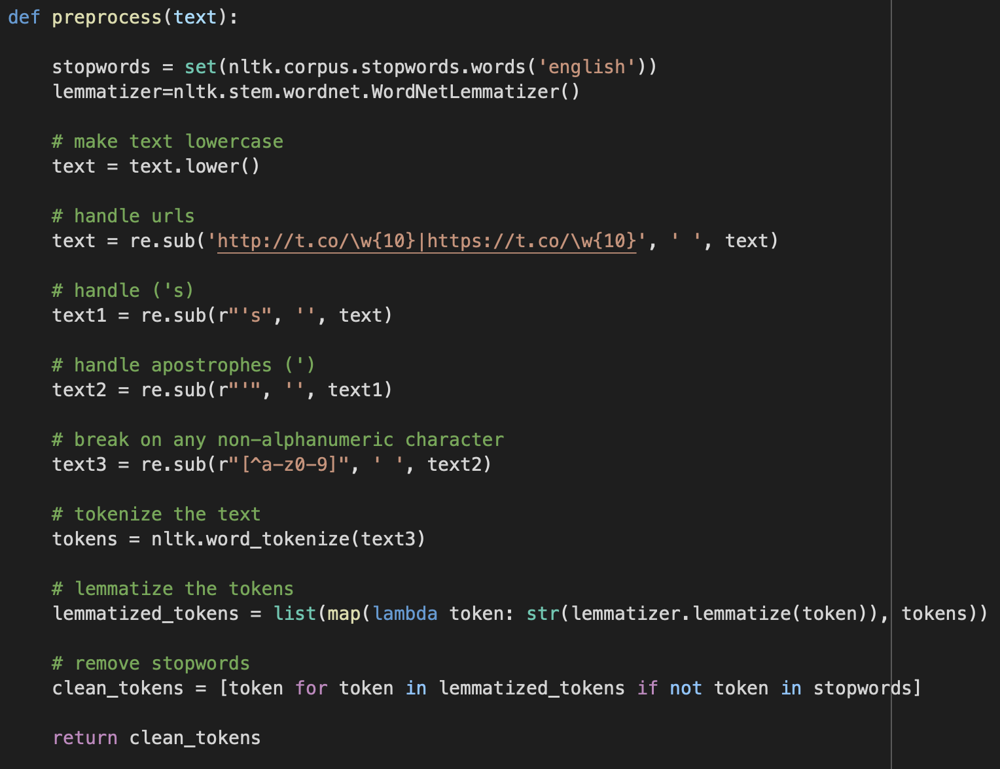 def preprocess(text):
    stopwords = set(nltk.corpus.stopwords.words('english'))
    lemmatizer=nltk.stem.wordnet.WordNetLemmatizer()
    # make text lowercase
    text = text.lower()
    # handle urls
    text = re.sub('http://t.co/\w{10}|https://t.co/\w{10}', ' ', text)
    # handle ('s)
    text1 = re.sub(r"'s", '', text)
    # handle apostrophes (')
    text2 = re.sub(r"'", '', text1)
    # break on any non-alphanumeric character
    text3 = re.sub(r"[^a-z0-9]", ' ', text2)
    # tokenize the text
    tokens = nltk.word_tokenize(text3)
    # lemmatize the tokens
    lemmatized_tokens = list(map(lambda token: str(lemmatizer.lemmatize(token)), tokens))
    # remove stopwords
    clean_tokens = [token for token in lemmatized_tokens if not token in stopwords]
    return clean_tokens